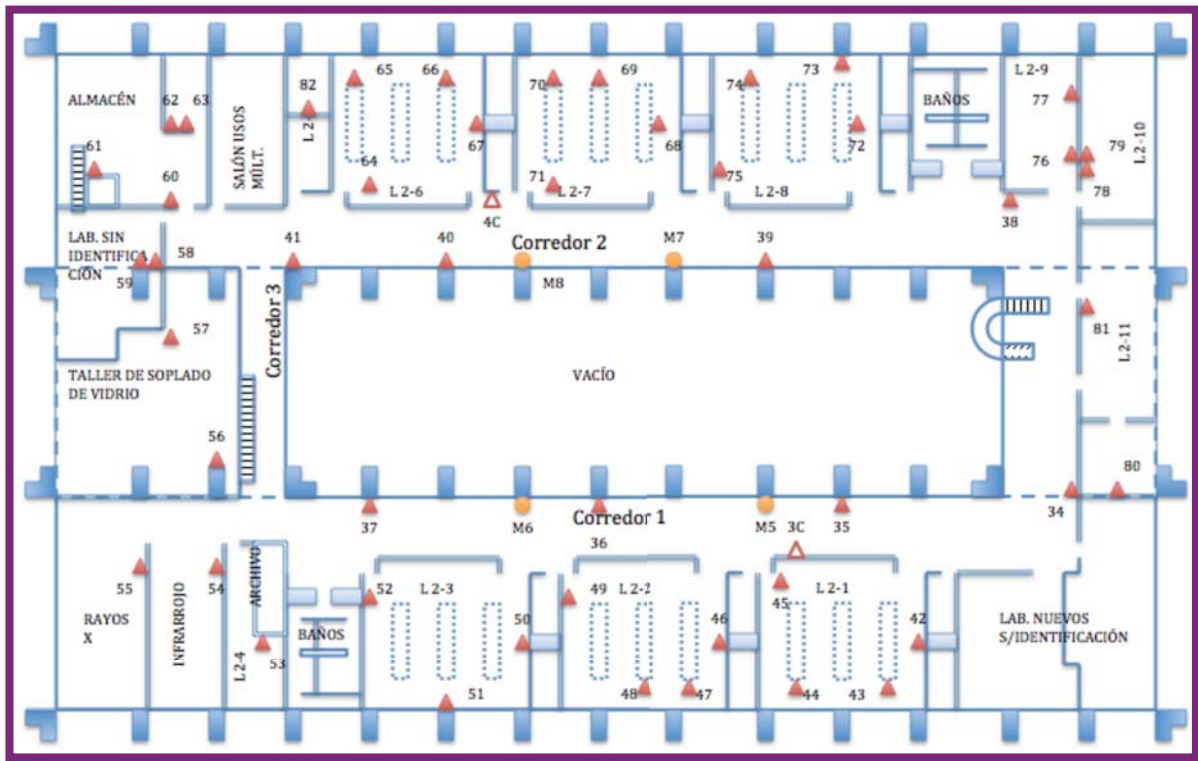 65
66
70
69
74
73
L 2-9
82
ALMACÉN
62
63
BAÑOS
77
SALÓN USOS
MÚLT.
L 2-
61
60
64
67
71
68
75
72
76
79
78
L 2-10
L 2-6
L 2-7
L 2-8
4C
38
LAB. SIN
IDENTIFICA
CIÓN
58
59
41
40
Corredor 2
M7
39
M8
Corredor 3
57
81
L 2-11
TALLER DE SOPLADO
DE VIDRIO
VACÍO
56
80
34
37
M6
Corredor 1
36
M5
3C
35
55
54
ARCHIVO
52
L 2-3
49
L 2-2
45
L 2-1
RAYOS
X
INFRARROJO
L 2-4
53
BAÑOS
50
46
42
LAB. NUEVOS
S/IDENTIFICACIÓN
51
48
47
44
43